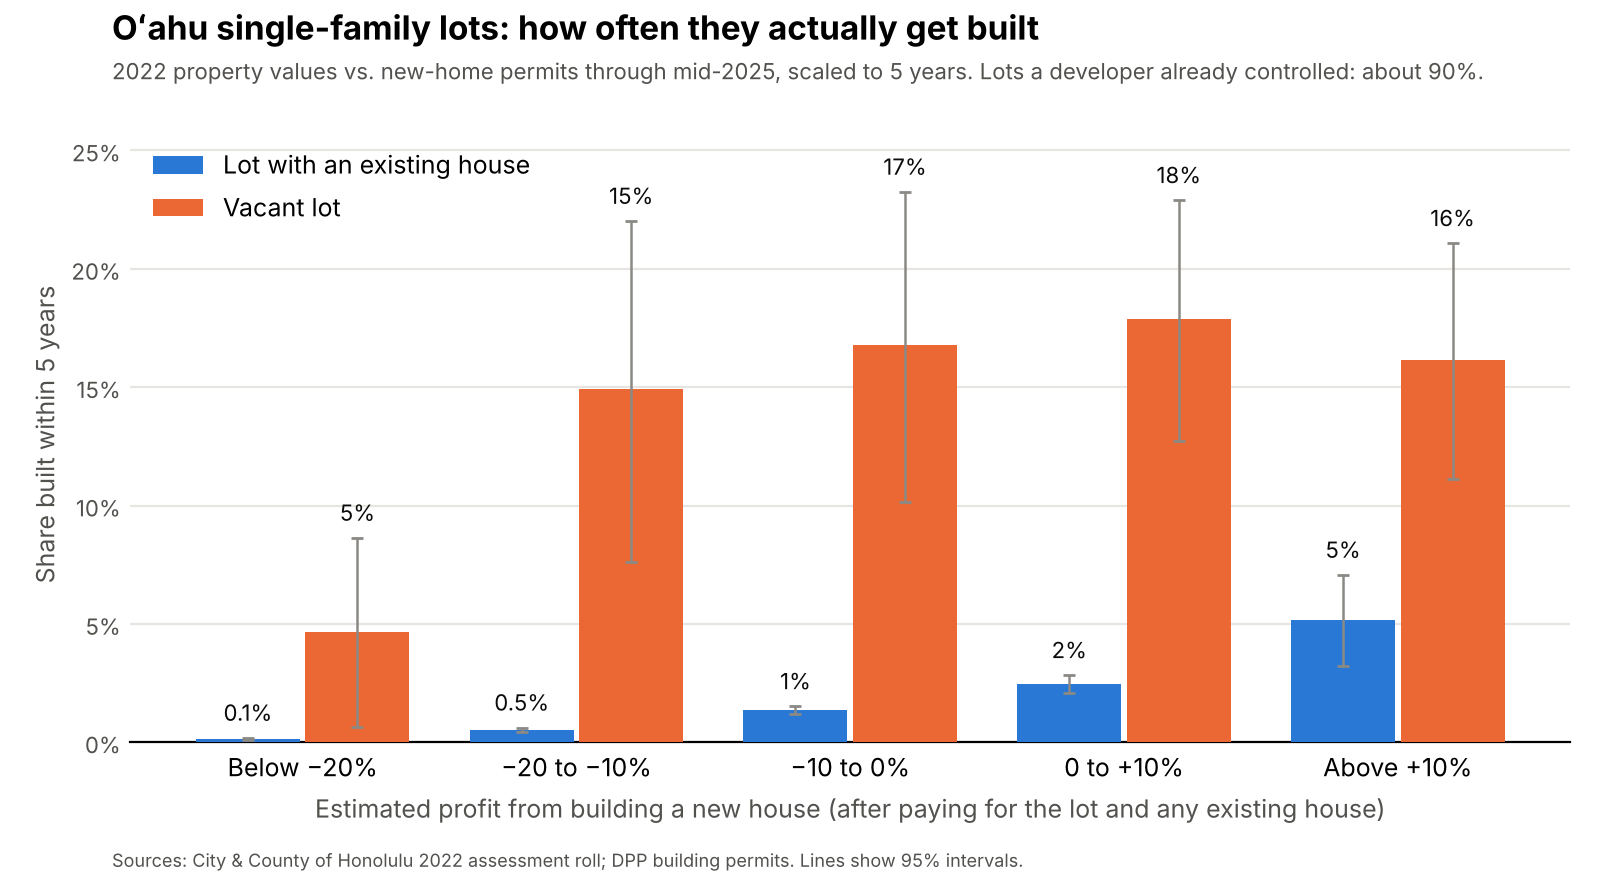 Oʻahu single-family lots: how often they actually get built
2022 property values vs. new-home permits through mid-2025, scaled to 5 years. Lots a developer already controlled: about 90%.
Lot with an existing house
Vacant lot
Share built within 5 years
25%
20%
15%
10%
5%
0%
0.1%
5%
0.5%
15%
1%
17%
2%
18%
5%
16%
Below −20%
−20 to −10%
−10 to 0%
0 to +10%
Above +10%
Estimated profit from building a new house (after paying for the lot and any existing house)
Sources: City & County of Honolulu 2022 assessment roll; DPP building permits. Lines show 95% intervals.